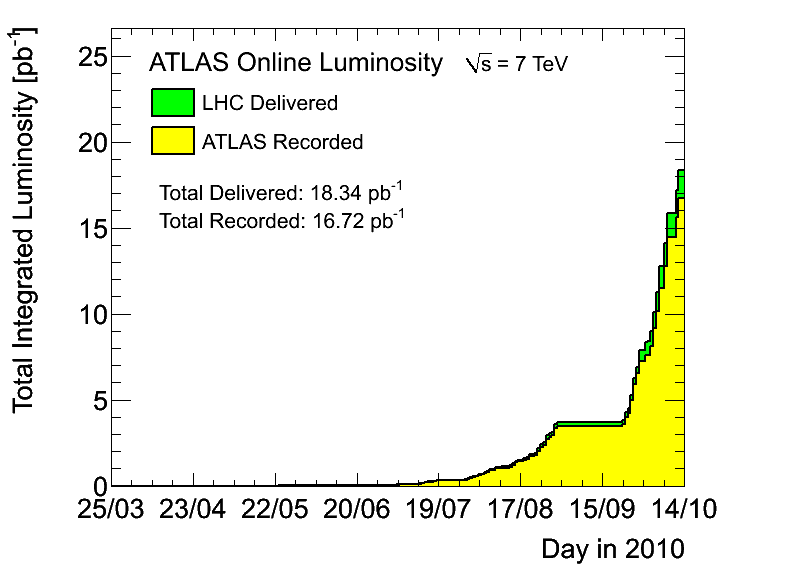 Total Integrated Luminosity [pb⁻¹]
ATLAS Online Luminosity √s = 7 TeV
LHC Delivered
ATLAS Recorded
Total Delivered: 18.34 pb⁻¹
Total Recorded: 16.72 pb⁻¹
25
20
15
10
5
0
25/03 23/04 22/05 20/06 19/07 17/08 15/09 14/10
Day in 2010